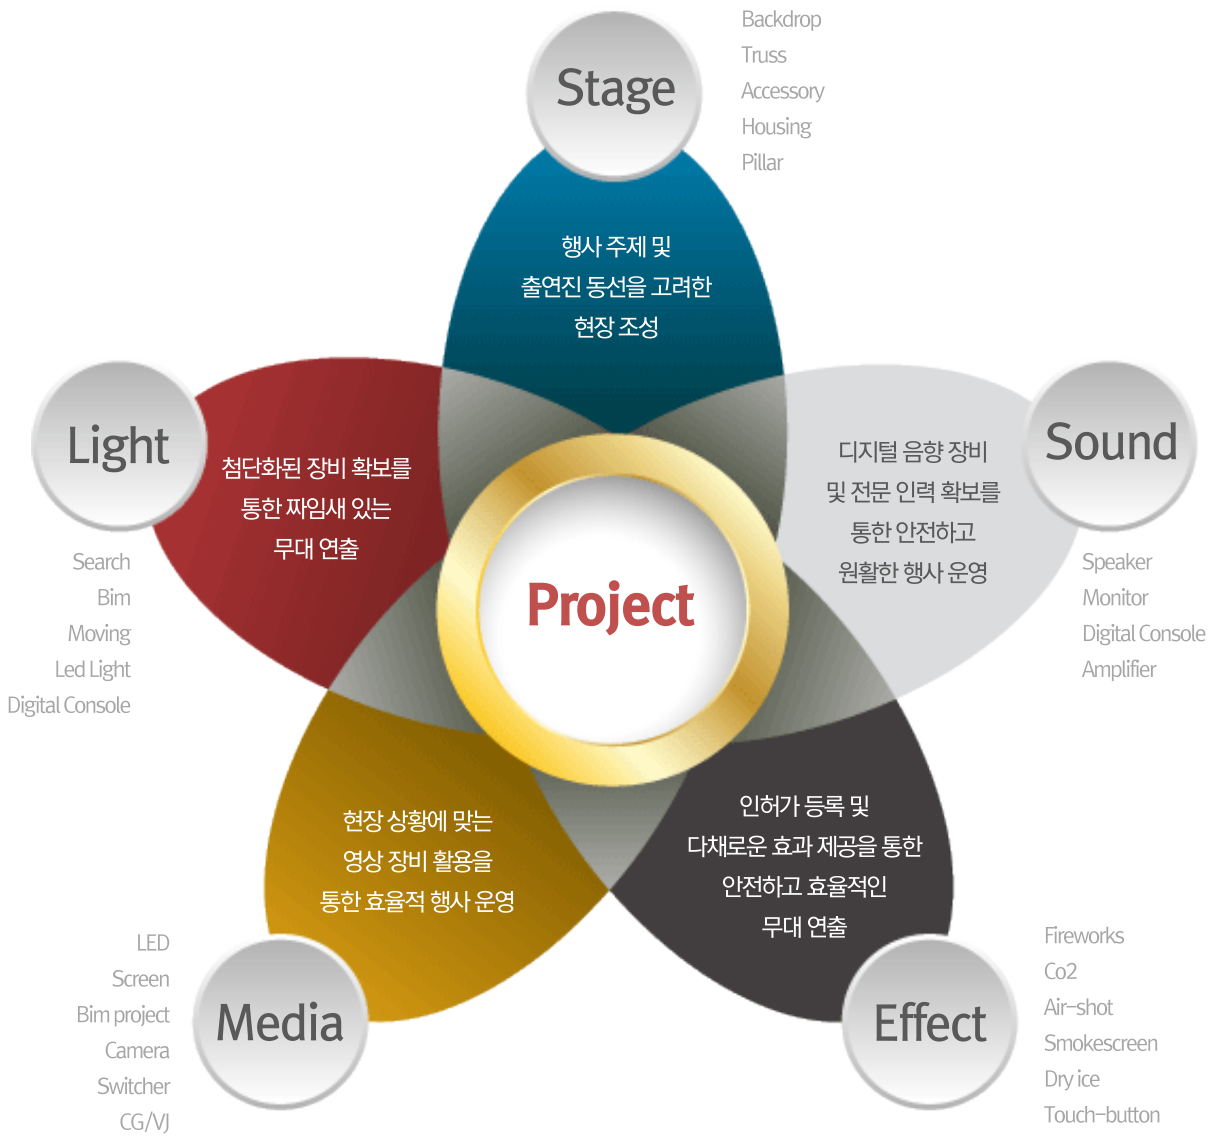 Stage
Backdrop
Truss
Accessory
Housing
Pillar
행사 주제 및
출연진 동선을 고려한
현장 조성
Light
첨단화된 장비 확보를
통한 짜임새 있는
무대 연출
Search
Bim
Moving
Led Light
Digital Console
Sound
디지털 음향 장비
및 전문 인력 확보를
통한 안전하고
원활한 행사 운영
Speaker
Monitor
Digital Console
Amplifier
Project
현장 상황에 맞는
영상 장비 활용을
통한 효율적 행사 운영
Media
LED
Screen
Bim project
Camera
Switcher
CG/VJ
인허가 등록 및
다채로운 효과 제공을 통한
안전하고 효율적인
무대 연출
Effect
Fireworks
Co2
Air-shot
Smokescreen
Dry ice
Touch-button